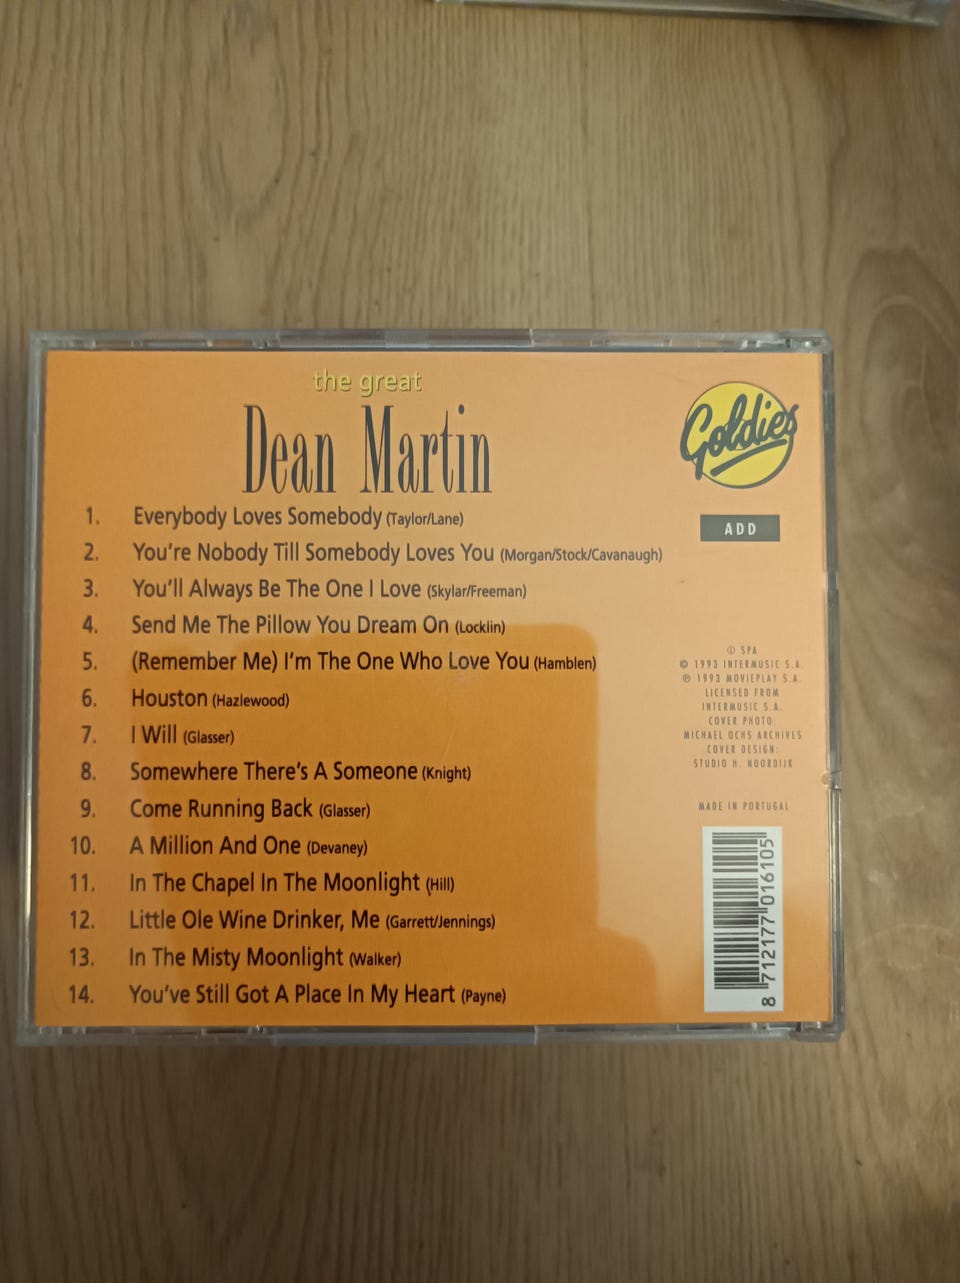 the great
Dean Martin
Goldies
ADD
1. Everybody Loves Somebody (Taylor/Lane)
2. You're Nobody Till Somebody Loves You (Morgan/Stock/Cavanaugh)
3. You'll Always Be The One I Love (Skylar/Freeman)
4. Send Me The Pillow You Dream On (Locklin)
5. (Remember Me) I'm The One Who Love You (Hamblen)
6. Houston (Hazlewood)
7. I Will (Glasser)
8. Somewhere There's A Someone (Knight)
9. Come Running Back (Glasser)
10. A Million And One (Devaney)
11. In The Chapel In The Moonlight (Hill)
12. Little Ole Wine Drinker, Me (Garrett/Jennings)
13. In The Misty Moonlight (Walker)
14. You've Still Got A Place In My Heart (Payne)
SPA
© 1993 INTERMUSIC S.A.
℗ 1993 MOVIEPLAY S.A.
LICENSED FROM
INTERMUSIC S.A.
COVER PHOTO:
MICHAEL OCHS ARCHIVES
COVER DESIGN:
STUDIO H. NOORDIJK
MADE IN PORTUGAL
8 712177 016105